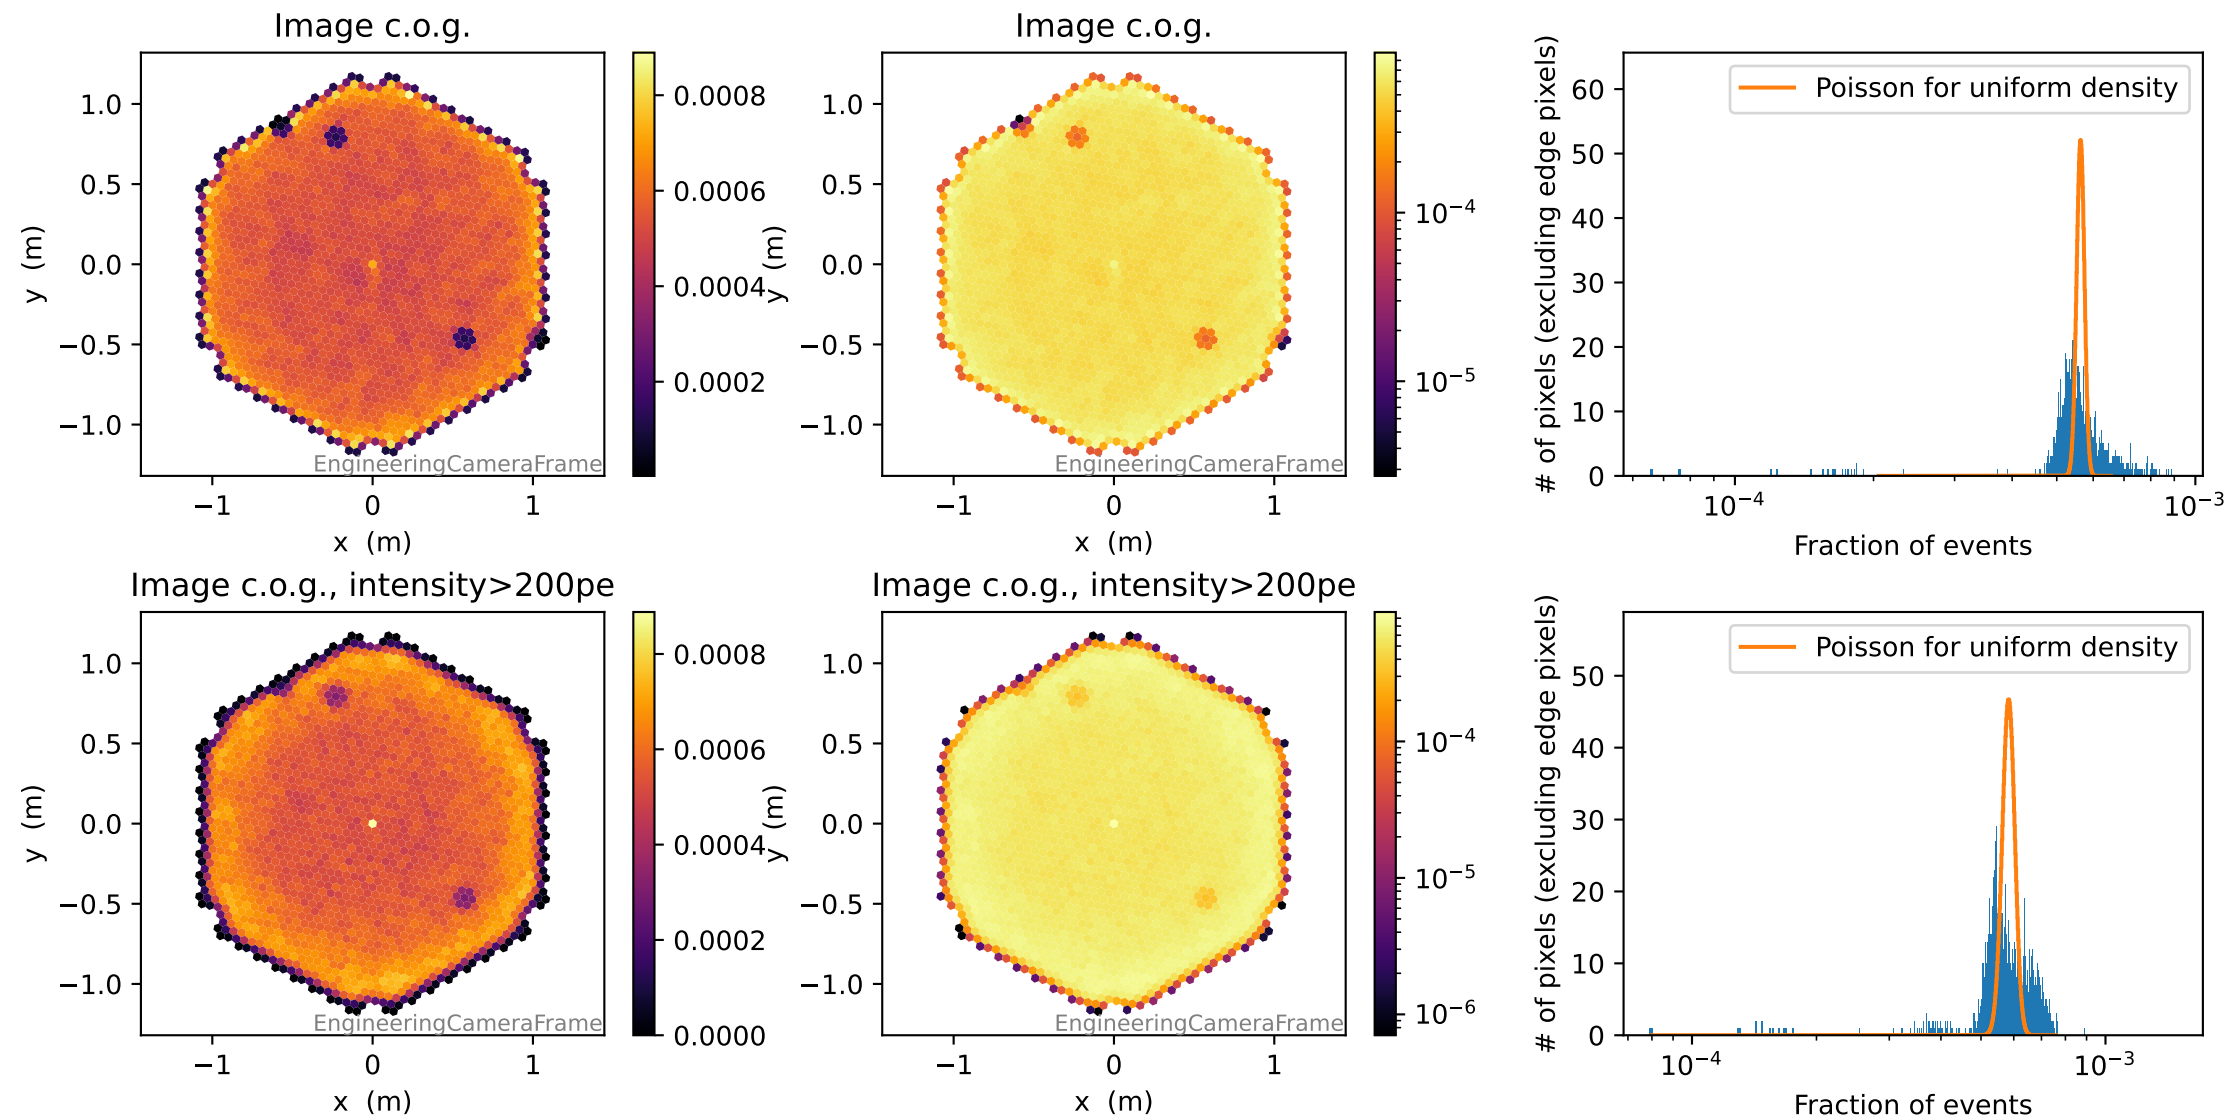 Image c.o.g.
1.0
0.5
0.0
−0.5
−1.0
y (m)
−1 0 1
x (m)
EngineeringCameraFrame
0.0008
0.0006
0.0004
0.0002
Image c.o.g.
1.0
0.5
0.0
−0.5
−1.0
y (m)
−1 0 1
x (m)
EngineeringCameraFrame
10⁻⁴
10⁻⁵
Poisson for uniform density
# of pixels (excluding edge pixels)
60
50
40
30
20
10
0
10⁻⁴ 10⁻³
Fraction of events
Image c.o.g., intensity>200pe
1.0
0.5
0.0
−0.5
−1.0
y (m)
−1 0 1
x (m)
EngineeringCameraFrame
0.0008
0.0006
0.0004
0.0002
0.0000
Image c.o.g., intensity>200pe
1.0
0.5
0.0
−0.5
−1.0
y (m)
−1 0 1
x (m)
EngineeringCameraFrame
10⁻⁴
10⁻⁵
10⁻⁶
Poisson for uniform density
# of pixels (excluding edge pixels)
50
40
30
20
10
0
10⁻⁴ 10⁻³
Fraction of events